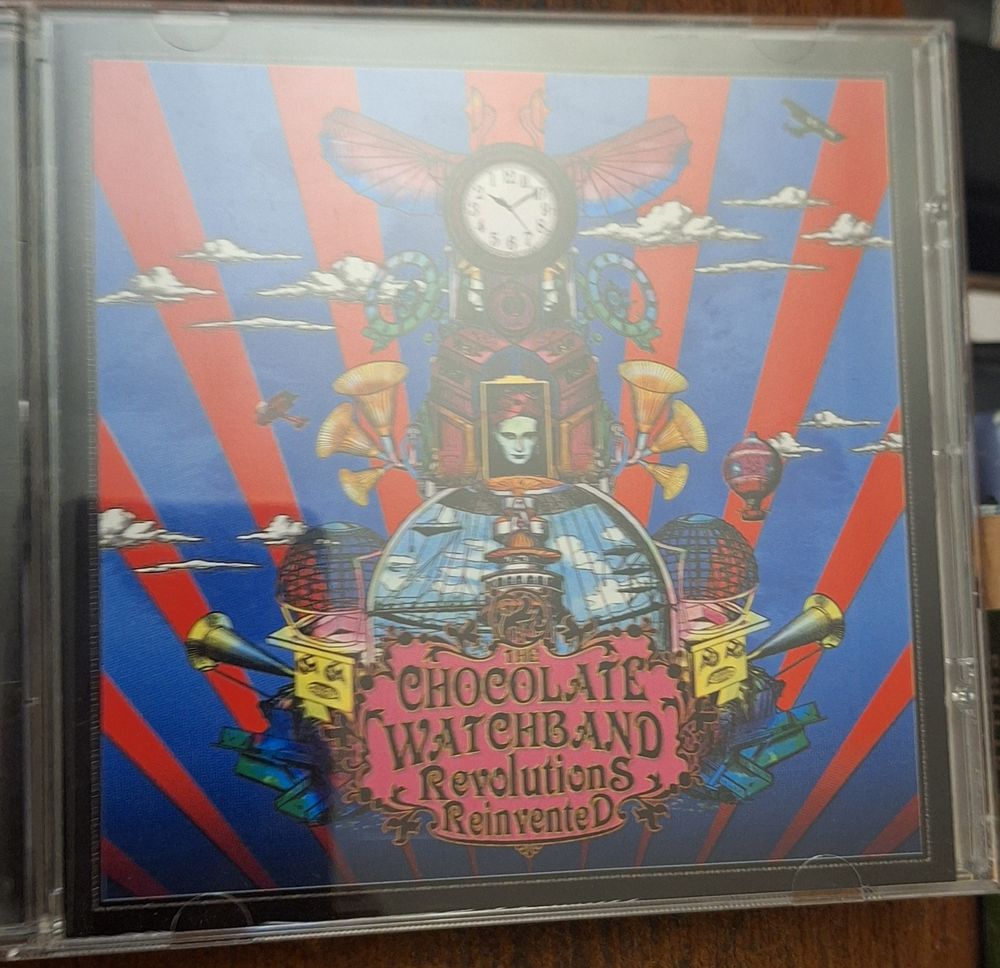 THE
CHOCOLATE
WATCHBAND
RevolutionS
ReinventeD